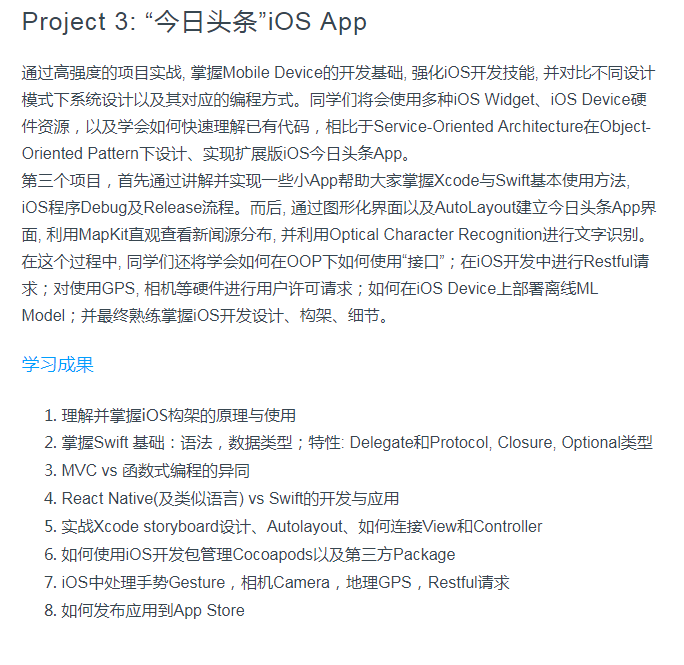 Project 3: “今日头条”iOS App
通过高强度的项目实战, 掌握Mobile Device的开发基础, 强化iOS开发技能, 并对比不同设计
模式下系统设计以及其对应的编程方式。同学们将会使用多种iOS Widget、iOS Device硬
件资源，以及学会如何快速理解已有代码，相比于Service-Oriented Architecture在Object-
Oriented Pattern下设计、实现扩展版iOS今日头条App。
第三个项目，首先通过讲解并实现一些小App帮助大家掌握Xcode与Swift基本使用方法,
iOS程序Debug及Release流程。而后, 通过图形化界面以及AutoLayout建立今日头条App界
面, 利用MapKit直观查看新闻源分布, 并利用Optical Character Recognition进行文字识别。
在这个过程中, 同学们还将学会如何在OOP下如何使用“接口”；在iOS开发中进行Restful请
求；对使用GPS, 相机等硬件进行用户许可请求；如何在iOS Device上部署离线ML
Model；并最终熟练掌握iOS开发设计、构架、细节。
学习成果
1. 理解并掌握iOS构架的原理与使用
2. 掌握Swift 基础：语法，数据类型；特性: Delegate和Protocol, Closure, Optional类型
3. MVC vs 函数式编程的异同
4. React Native(及类似语言) vs Swift的开发与应用
5. 实战Xcode storyboard设计、Autolayout、如何连接View和Controller
6. 如何使用iOS开发包管理Cocoapods以及第三方Package
7. iOS中处理手势Gesture，相机Camera，地理GPS，Restful请求
8. 如何发布应用到App Store